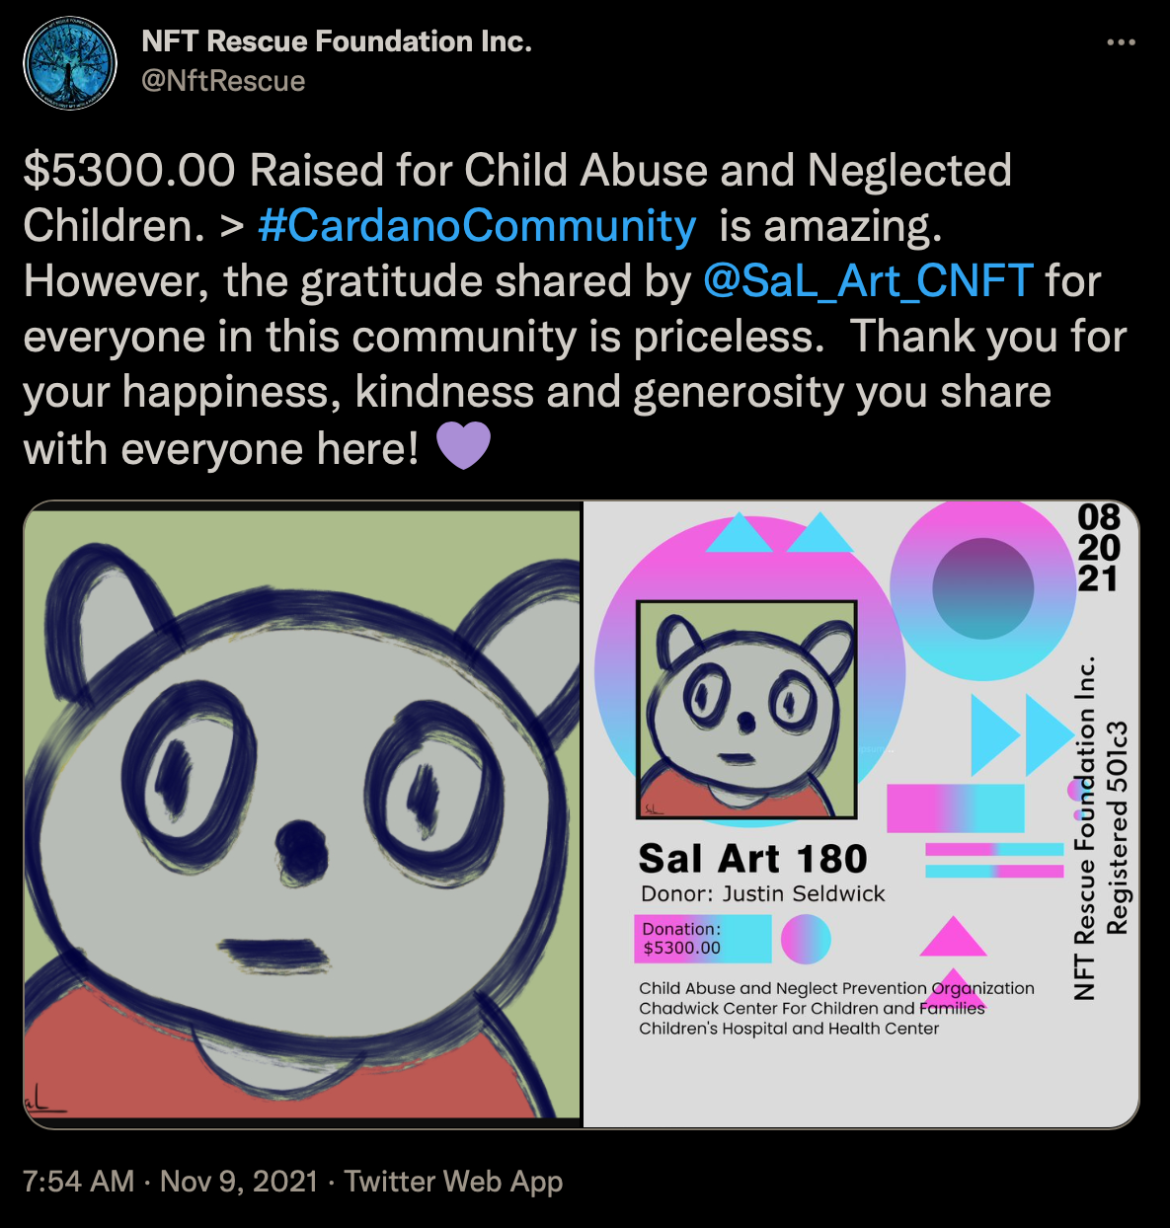 NFT Rescue Foundation Inc.
@NftRescue
$5300.00 Raised for Child Abuse and Neglected
Children. > #CardanoCommunity is amazing.
However, the gratitude shared by @SaL_Art_CNFT for
everyone in this community is priceless. Thank you for
your happiness, kindness and generosity you share
with everyone here! 💜
08
20
21
NFT Rescue Foundation Inc.
Registered 501c3
Sal Art 180
Donor: Justin Seldwick
Donation:
$5300.00
Child Abuse and Neglect Prevention Organization
Chadwick Center For Children and Families
Children's Hospital and Health Center
7:54 AM · Nov 9, 2021 · Twitter Web App